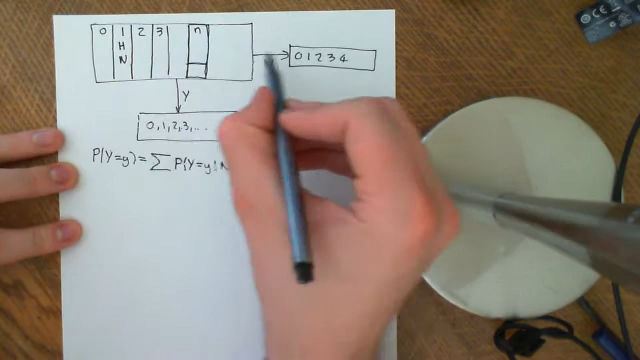 0 1 2 3 n
H
N
0 1 2 3 4
Y
0,1,2,3,...
P(Y=y) = ∑ P(Y=y|N